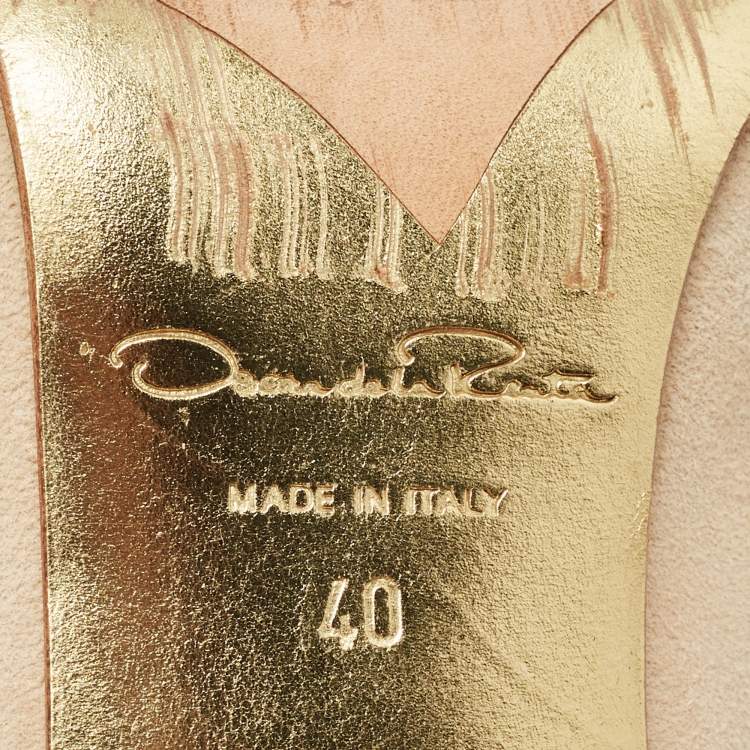 Oscar de la Renta
MADE IN ITALY
40